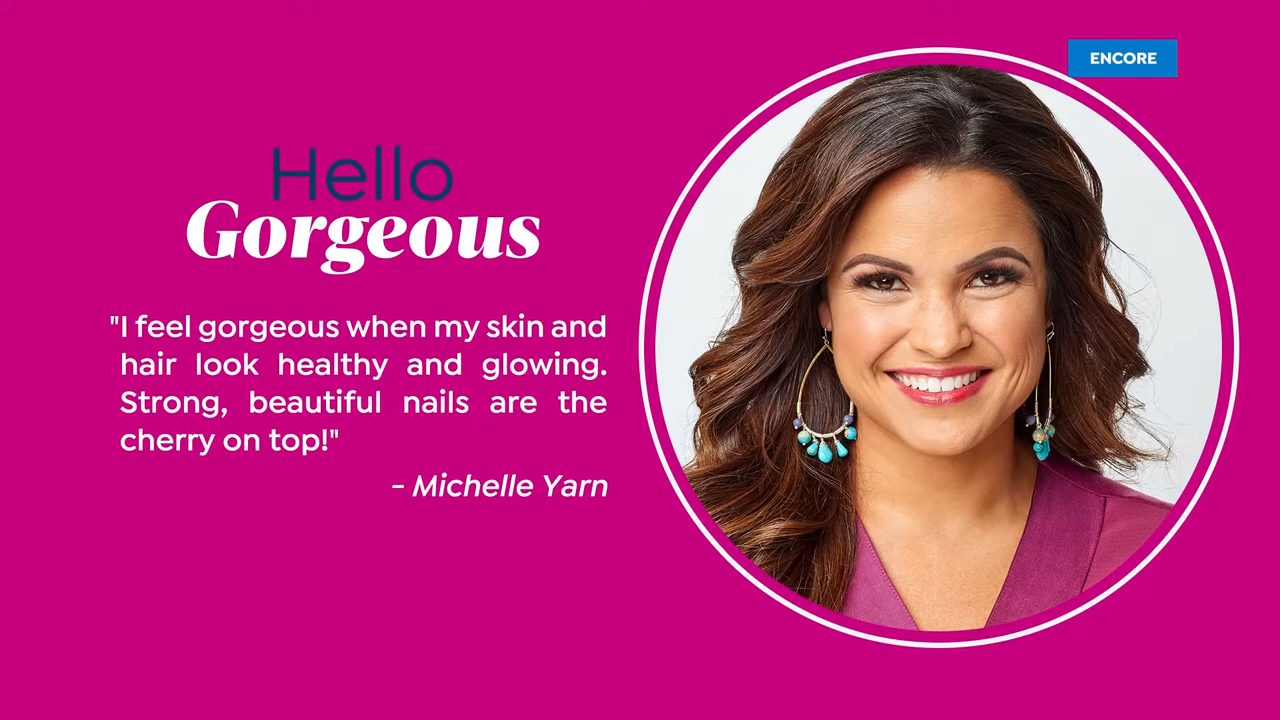 ENCORE
Hello
Gorgeous
"I feel gorgeous when my skin and
hair look healthy and glowing.
Strong, beautiful nails are the
cherry on top!"
- Michelle Yarn